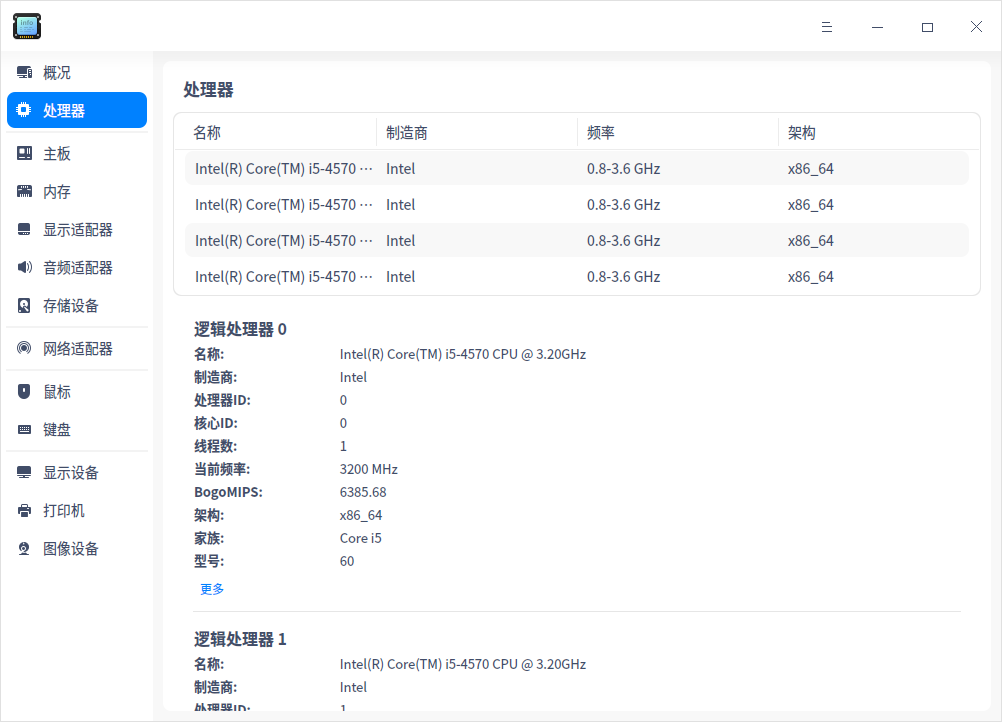 info
概况
处理器
主板
内存
显示适配器
音频适配器
存储设备
网络适配器
鼠标
键盘
显示设备
打印机
图像设备
处理器
名称 制造商 频率 架构
Intel(R) Core(TM) i5-4570 ··· Intel 0.8-3.6 GHz x86_64
Intel(R) Core(TM) i5-4570 ··· Intel 0.8-3.6 GHz x86_64
Intel(R) Core(TM) i5-4570 ··· Intel 0.8-3.6 GHz x86_64
Intel(R) Core(TM) i5-4570 ··· Intel 0.8-3.6 GHz x86_64
逻辑处理器 0
名称: Intel(R) Core(TM) i5-4570 CPU @ 3.20GHz
制造商: Intel
处理器ID: 0
核心ID: 0
线程数: 1
当前频率: 3200 MHz
BogoMIPS: 6385.68
架构: x86_64
家族: Core i5
型号: 60
更多
逻辑处理器 1
名称: Intel(R) Core(TM) i5-4570 CPU @ 3.20GHz
制造商: Intel
处理器ID: 1